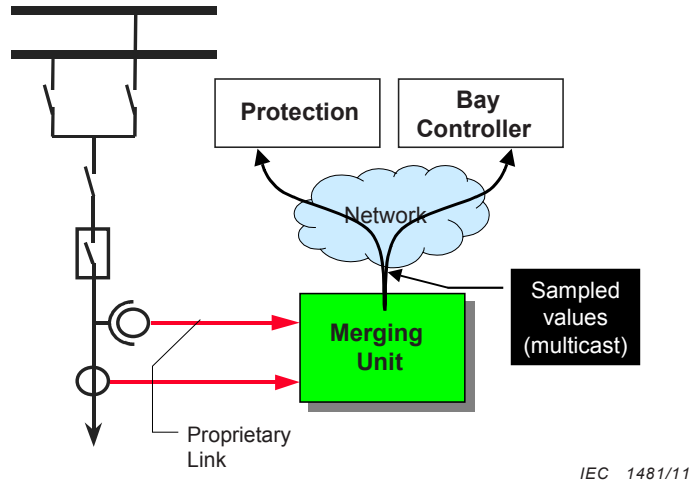 Protection
Bay
Controller
Network
Sampled
values
(multicast)
Merging
Unit
Proprietary
Link
IEC 1481/11